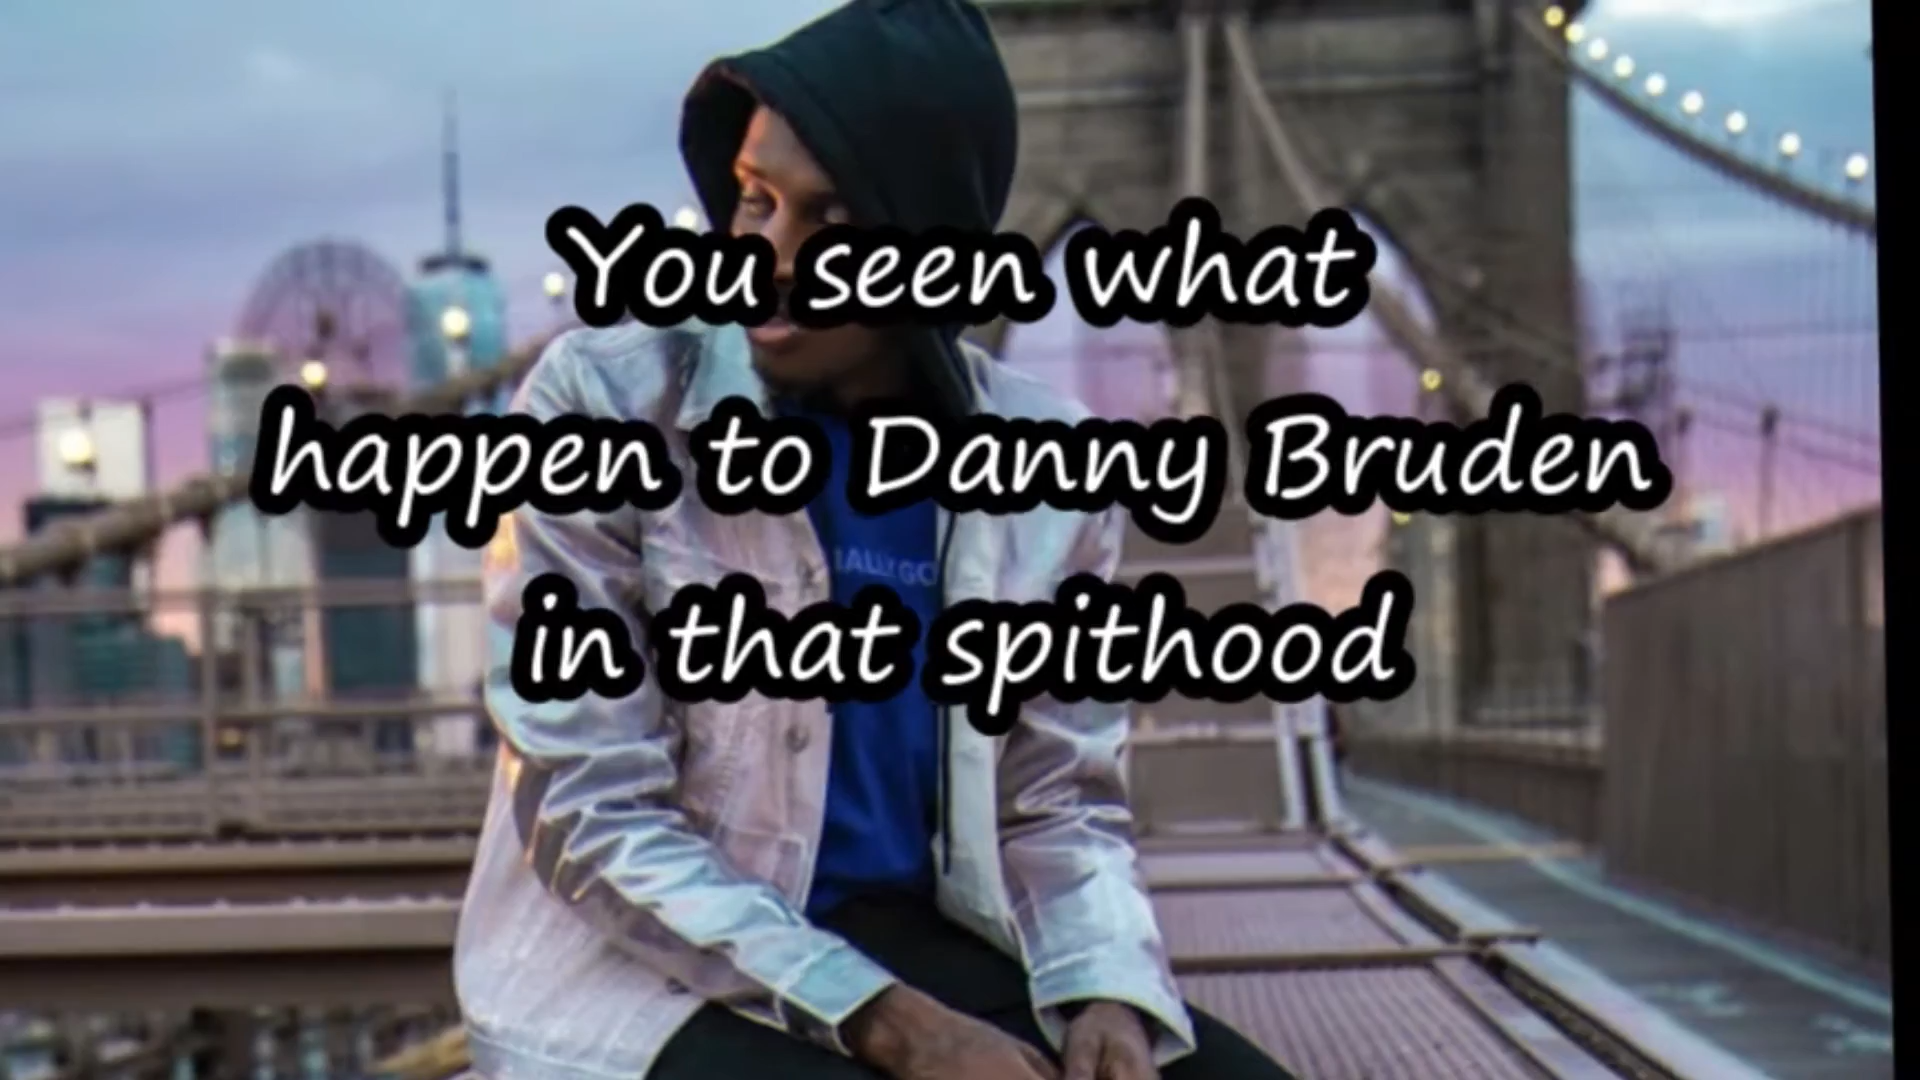 You seen what
happen to Danny Bruden
in that spithood